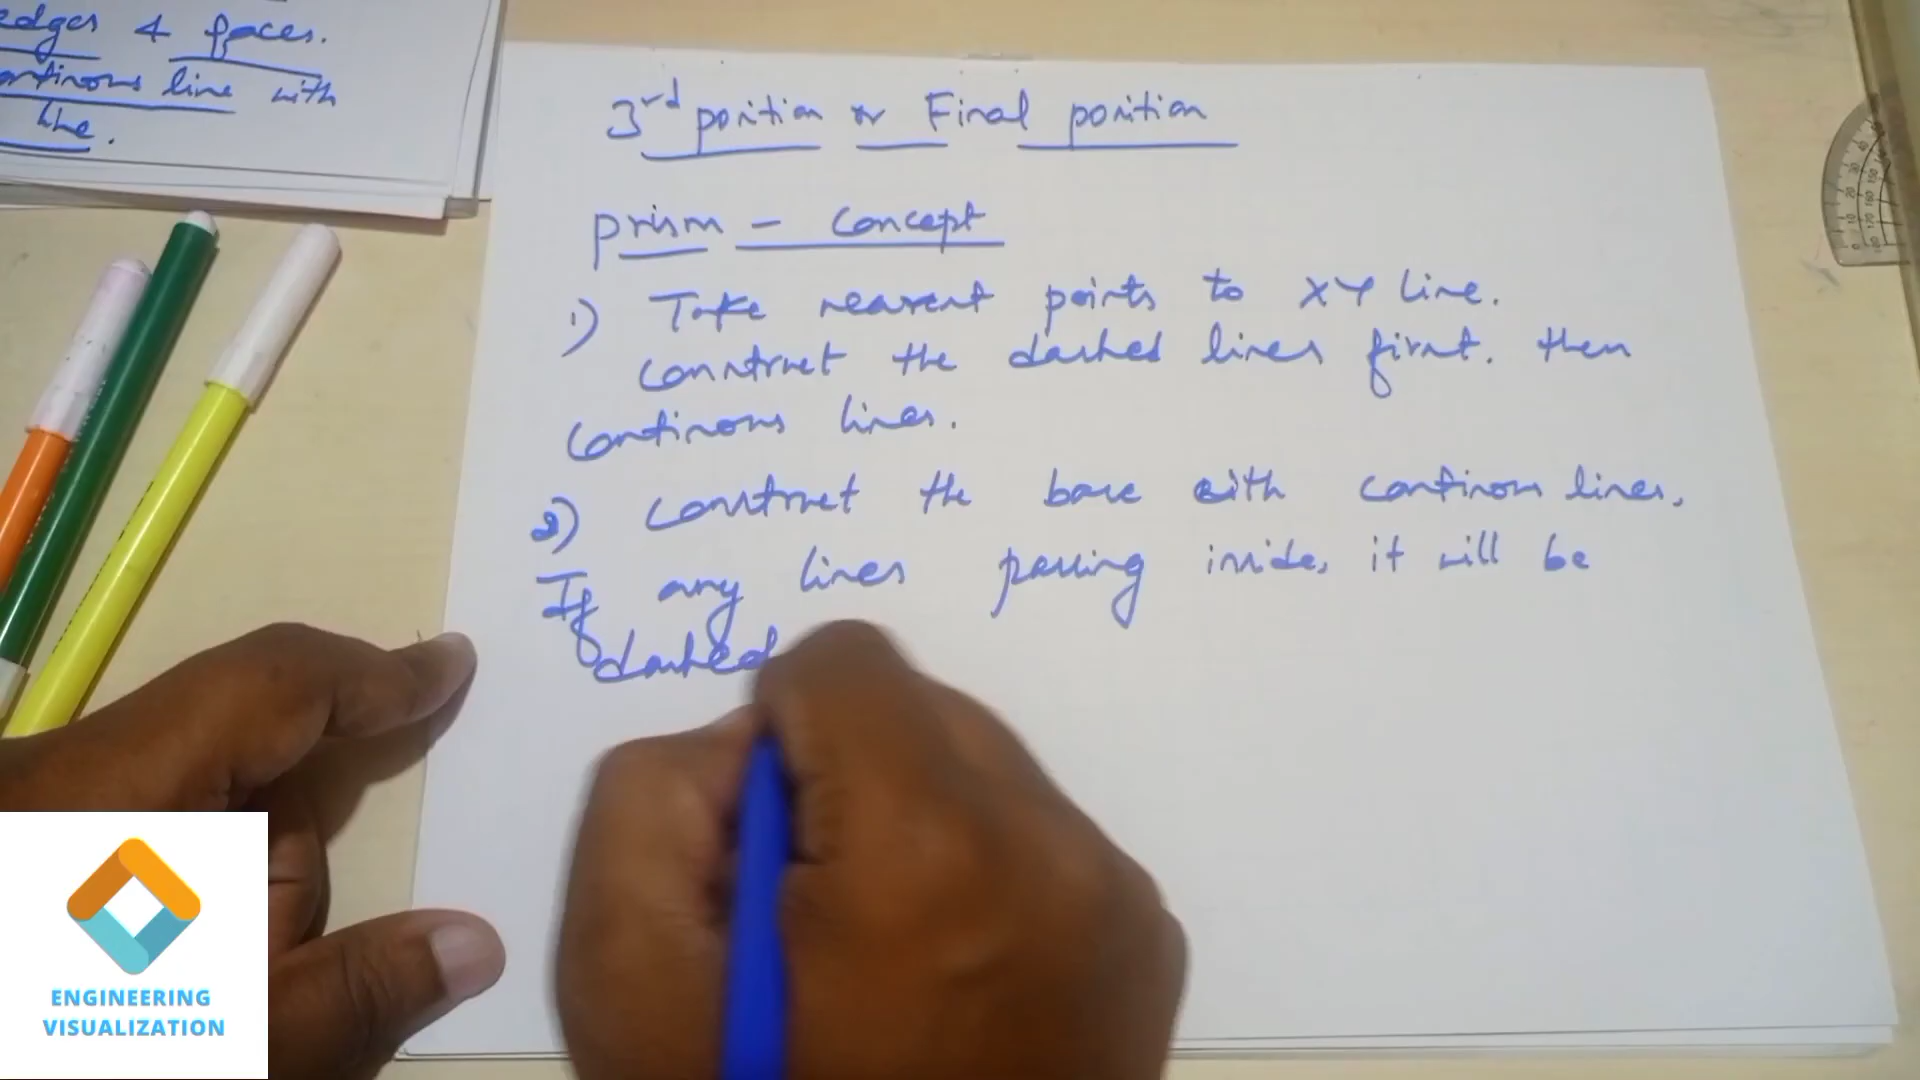 edges & faces.
continous line with
line.
3rd position or Final position
prism - concept
1) Take nearest points to XY line.
construct the dashed lines first. then
continous lines.
2) construct the base with continous lines.
If any lines passing inside, it will be
dashed
ENGINEERING
VISUALIZATION